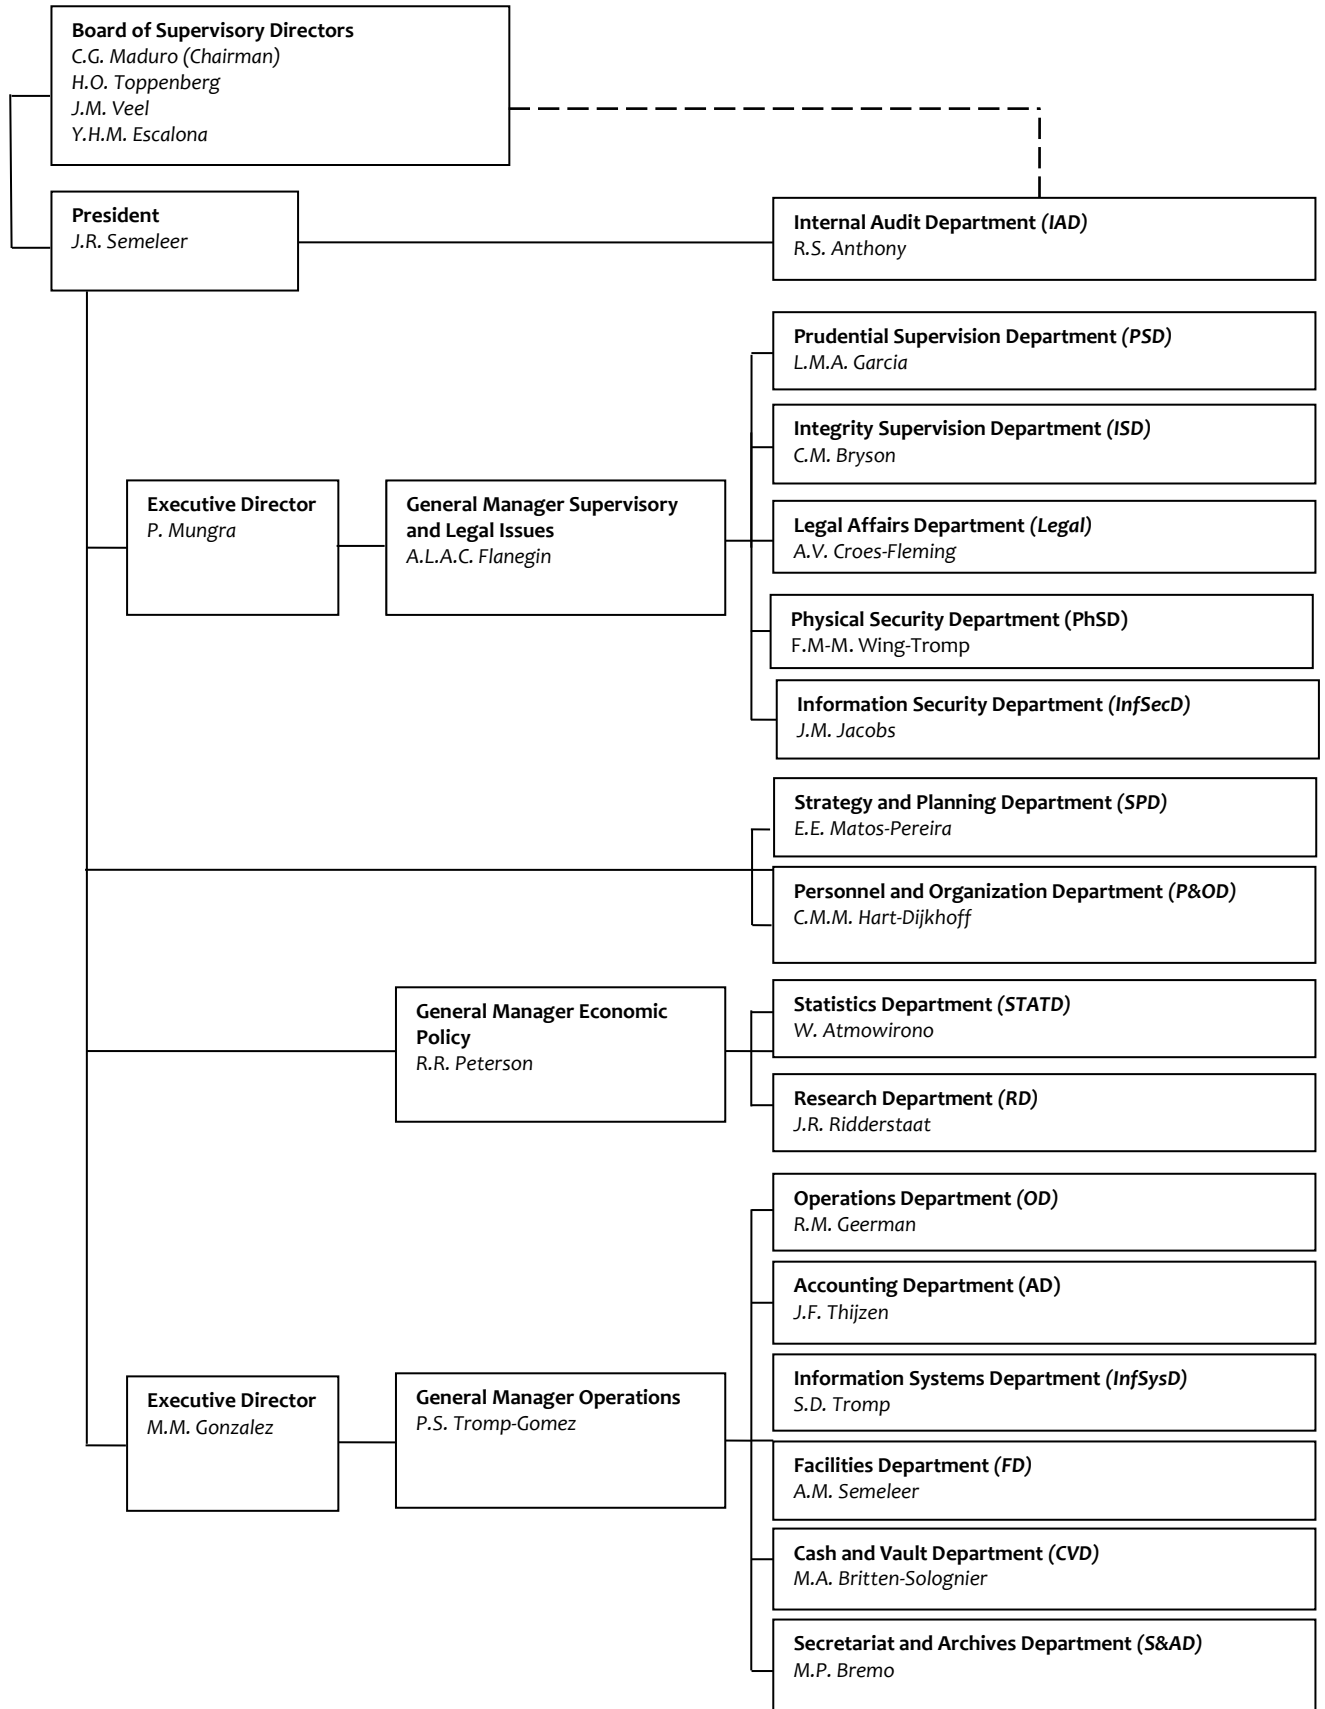 Board of Supervisory Directors
C.G. Maduro (Chairman)
H.O. Toppenberg
J.M. Veel
Y.H.M. Escalona
President
J.R. Semeleer
Internal Audit Department (IAD)
R.S. Anthony
Prudential Supervision Department (PSD)
L.M.A. Garcia
Integrity Supervision Department (ISD)
C.M. Bryson
Executive Director
P. Mungra
General Manager Supervisory
and Legal Issues
A.L.A.C. Flanegin
Legal Affairs Department (Legal)
A.V. Croes-Fleming
Physical Security Department (PhSD)
F.M-M. Wing-Tromp
Information Security Department (InfSecD)
J.M. Jacobs
Strategy and Planning Department (SPD)
E.E. Matos-Pereira
Personnel and Organization Department (P&OD)
C.M.M. Hart-Dijkhoff
General Manager Economic
Policy
R.R. Peterson
Statistics Department (STATD)
W. Atmowirono
Research Department (RD)
J.R. Ridderstaat
Operations Department (OD)
R.M. Geerman
Accounting Department (AD)
J.F. Thijzen
Executive Director
M.M. Gonzalez
General Manager Operations
P.S. Tromp-Gomez
Information Systems Department (InfSysD)
S.D. Tromp
Facilities Department (FD)
A.M. Semeleer
Cash and Vault Department (CVD)
M.A. Britten-Solognier
Secretariat and Archives Department (S&AD)
M.P. Bremo